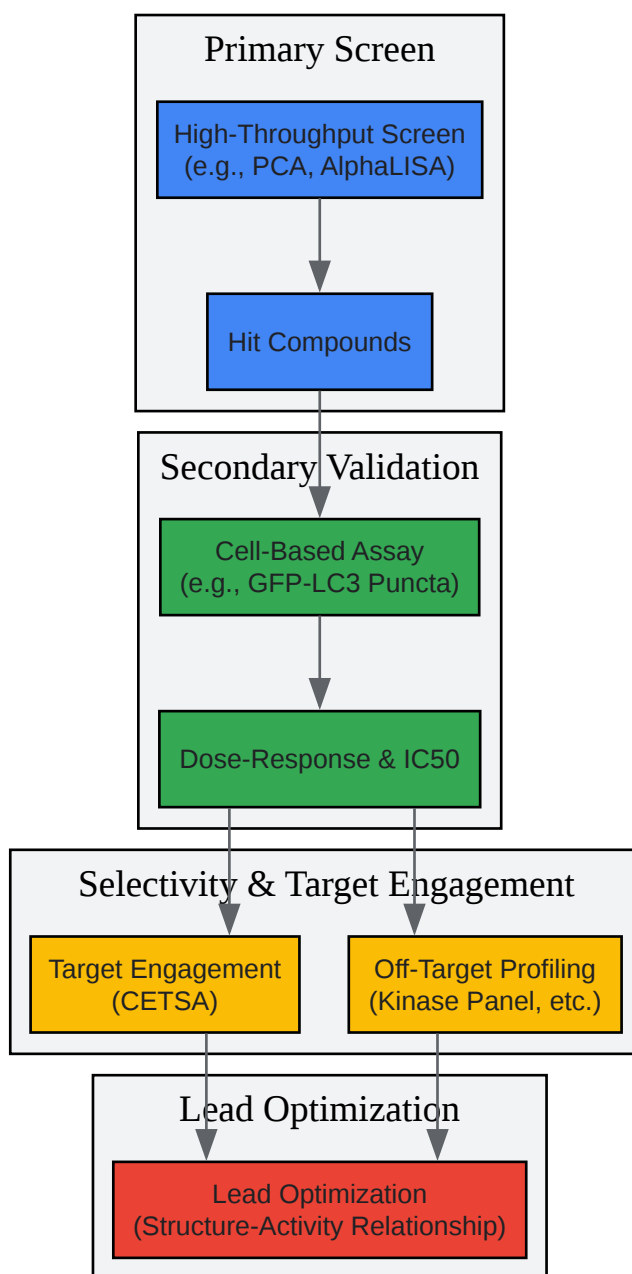 Primary Screen
High-Throughput Screen
(e.g., PCA, AlphaLISA)
Hit Compounds
Secondary Validation
Cell-Based Assay
(e.g., GFP-LC3 Puncta)
Dose-Response & IC50
Selectivity & Target Engagement
Target Engagement
(CETSA)
Off-Target Profiling
(Kinase Panel, etc.)
Lead Optimization
Lead Optimization
(Structure-Activity Relationship)